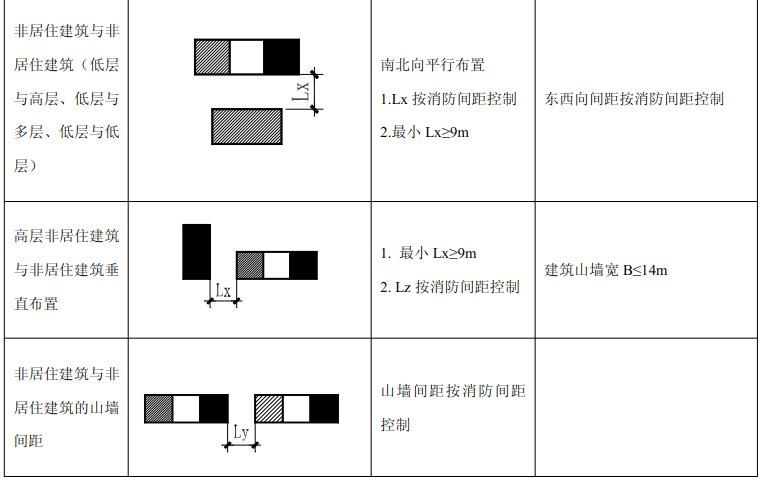 非居住建筑与非
居住建筑（低层
与高层、低层与
多层、低层与低
层）
Lx
南北向平行布置
1.Lx 按消防间距控制
2.最小 Lx≥9m
东西向间距按消防间距控制
高层非居住建筑
与非居住建筑垂
直布置
Lx
1. 最小 Lx≥9m
2. Lz 按消防间距控制
建筑山墙宽 B≤14m
非居住建筑与非
居住建筑的山墙
间距
Ly
山墙间距按消防间距
控制